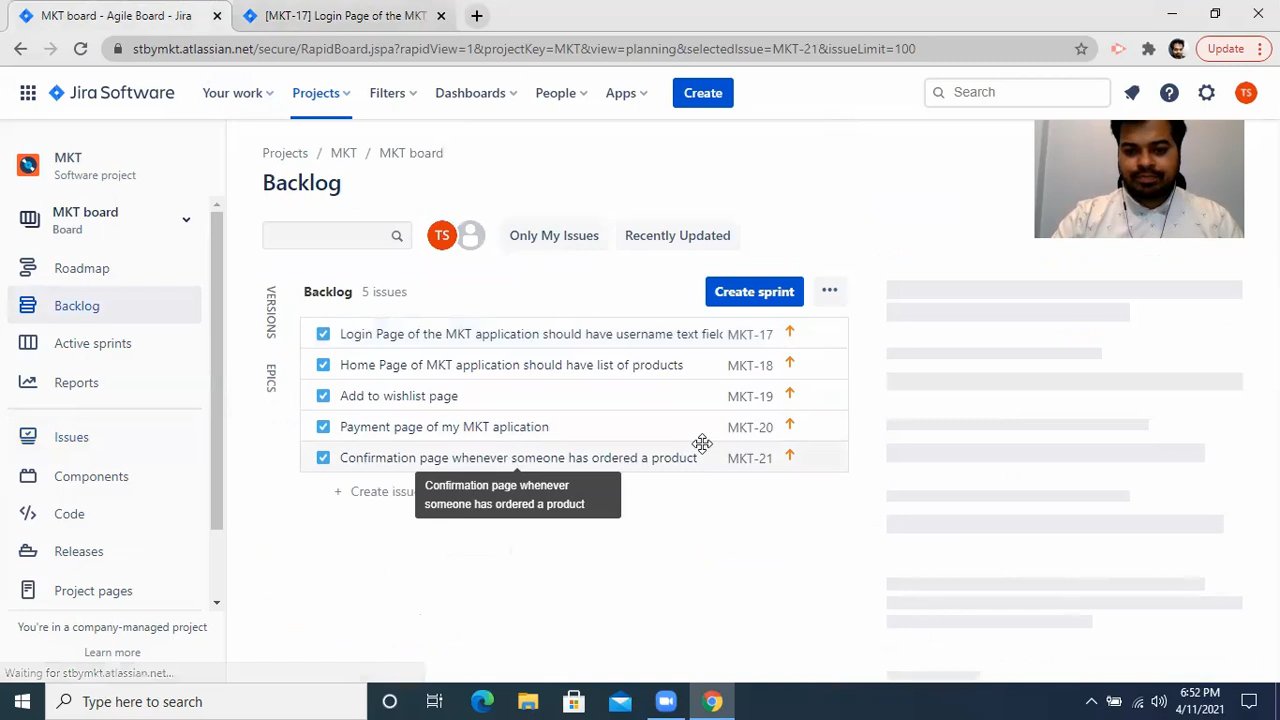 MKT board - Agile Board - Jira
[MKT-17] Login Page of the MKT
stbymkt.atlassian.net/secure/RapidBoard.jspa?rapidView=1&projectKey=MKT&view=planning&selectedIssue=MKT-21&issueLimit=100
Update
Jira Software
Your work
Projects
Filters
Dashboards
People
Apps
Create
Search
TS
MKT
Software project
MKT board
Board
Roadmap
Backlog
Active sprints
Reports
Issues
Components
Code
Releases
Project pages
You're in a company-managed project
Learn more
Waiting for stbymkt.atlassian.net...
Projects / MKT / MKT board
Backlog
TS
Only My Issues
Recently Updated
VERSIONS
EPICS
Backlog 5 issues
Create sprint
Login Page of the MKT application should have username text field MKT-17
Home Page of MKT application should have list of products MKT-18
Add to wishlist page MKT-19
Payment page of my MKT aplication MKT-20
Confirmation page whenever someone has ordered a product MKT-21
+ Create issu
Confirmation page whenever
someone has ordered a product
Type here to search
6:52 PM
4/11/2021